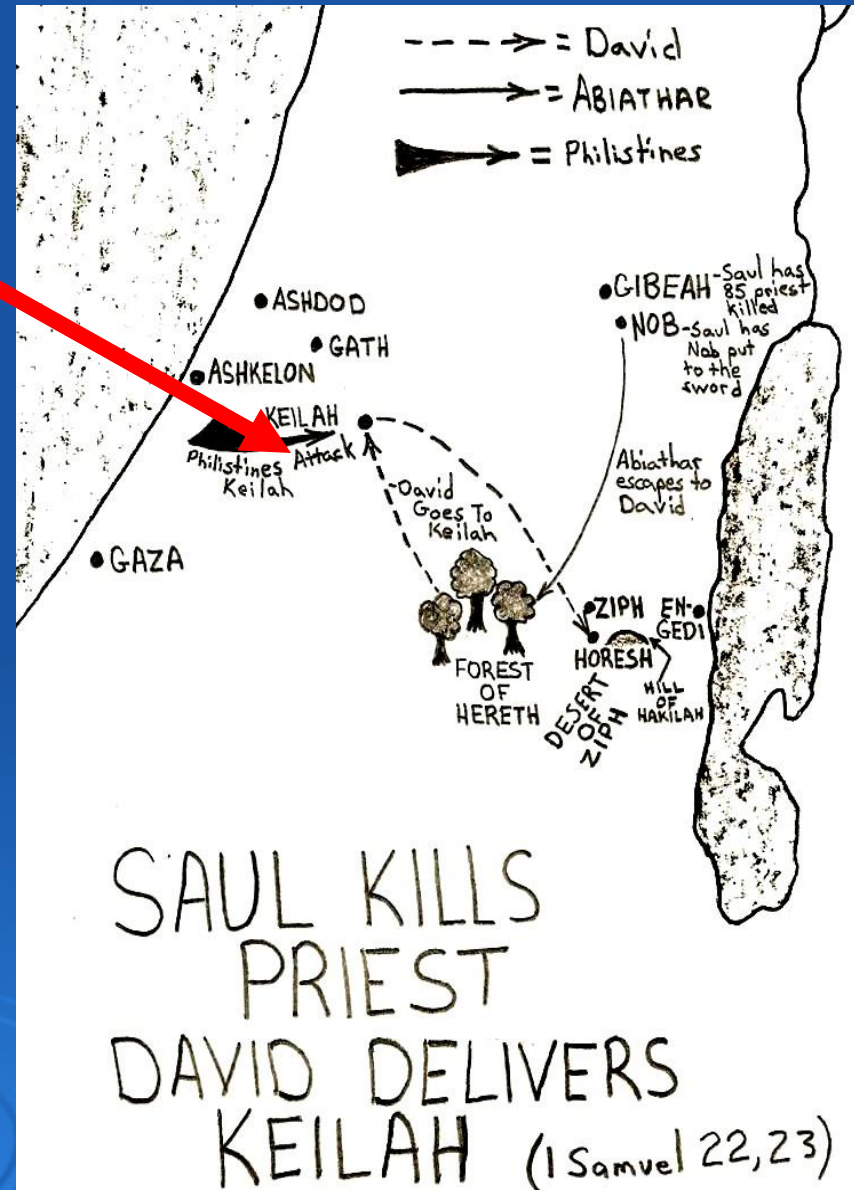 = David
= ABIATHAR
= Philistines
GIBEAH-Saul has
85 priest
killed
NOB-Saul has
Nob put
to the
sword
ASHDOD
GATH
ASHKELON
KEILAH
Philistines Attack
Keilah
GAZA
-David
Goes To
Keilah
Abiathar
escapes to
David
ZIPH
EN-
GEDI
HORESH
HILL
OF
HAKILAH
DESERT
OF
ZIPH
FOREST
OF
HERETH
SAUL KILLS
PRIEST
DAVID DELIVERS
KEILAH (1 Samuel 22,23)